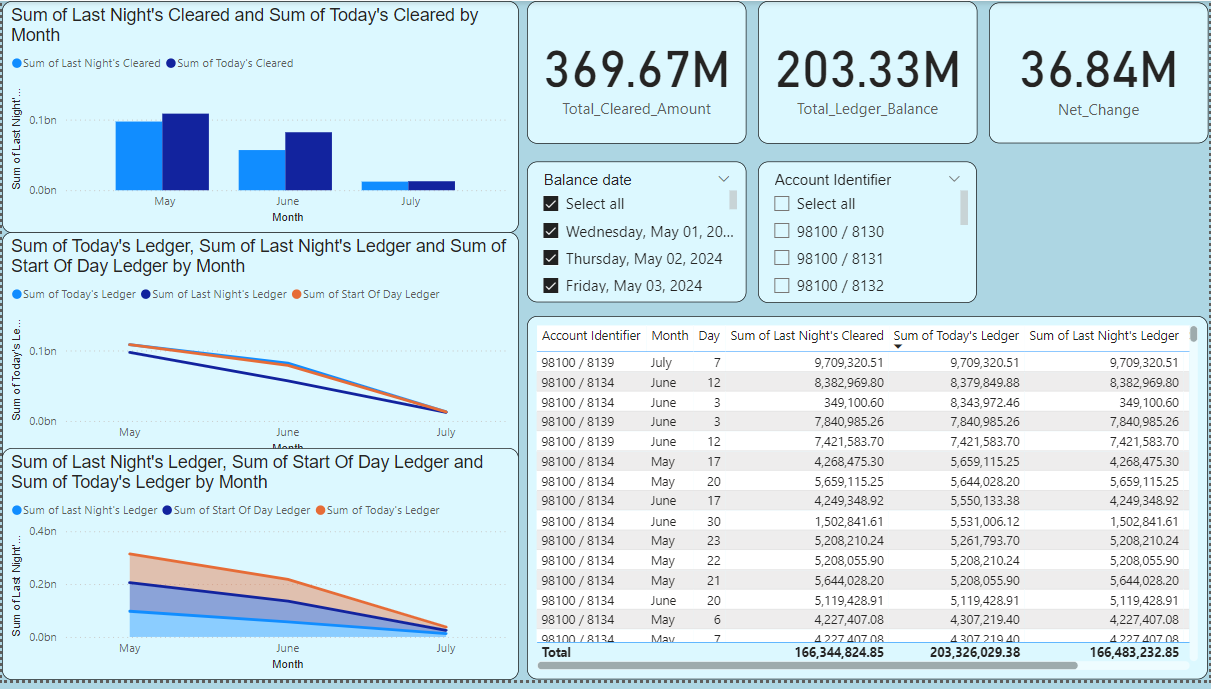 Sum of Last Night's Cleared and Sum of Today's Cleared by
Month
Sum of Last Night's Cleared Sum of Today's Cleared
Sum of Last Night'...
0.1bn
0.0bn
May June July
Month
Sum of Today's Ledger, Sum of Last Night's Ledger and Sum of
Start Of Day Ledger by Month
Sum of Today's Ledger Sum of Last Night's Ledger Sum of Start Of Day Ledger
Sum of Today's Le...
0.1bn
0.0bn
May June July
Month
Sum of Last Night's Ledger, Sum of Start Of Day Ledger and
Sum of Today's Ledger by Month
Sum of Last Night's Ledger Sum of Start Of Day Ledger Sum of Today's Ledger
Sum of Last Night'...
0.4bn
0.2bn
0.0bn
May June July
Month
369.67M
Total_Cleared_Amount
203.33M
Total_Ledger_Balance
36.84M
Net_Change
Balance date
Select all
Wednesday, May 01, 20...
Thursday, May 02, 2024
Friday, May 03, 2024
Account Identifier
Select all
98100 / 8130
98100 / 8131
98100 / 8132
Account Identifier Month Day Sum of Last Night's Cleared Sum of Today's Ledger Sum of Last Night's Ledger
98100 / 8139 July 7 9,709,320.51 9,709,320.51 9,709,320.51
98100 / 8134 June 12 8,382,969.80 8,379,849.88 8,382,969.80
98100 / 8134 June 3 349,100.60 8,343,972.46 349,100.60
98100 / 8139 June 3 7,840,985.26 7,840,985.26 7,840,985.26
98100 / 8139 June 12 7,421,583.70 7,421,583.70 7,421,583.70
98100 / 8134 May 17 4,268,475.30 5,659,115.25 4,268,475.30
98100 / 8134 May 20 5,659,115.25 5,644,028.20 5,659,115.25
98100 / 8134 June 17 4,249,348.92 5,550,133.38 4,249,348.92
98100 / 8134 June 30 1,502,841.61 5,531,006.12 1,502,841.61
98100 / 8134 May 23 5,208,210.24 5,261,793.70 5,208,210.24
98100 / 8134 May 22 5,208,055.90 5,208,210.24 5,208,055.90
98100 / 8134 May 21 5,644,028.20 5,208,055.90 5,644,028.20
98100 / 8134 June 20 5,119,428.91 5,119,428.91 5,119,428.91
98100 / 8134 May 6 4,227,407.08 4,307,219.40 4,227,407.08
98100 / 8134 May 7 4,227,407.08 4,307,219.40 4,227,407.08
Total 166,344,824.85 203,326,029.38 166,483,232.85